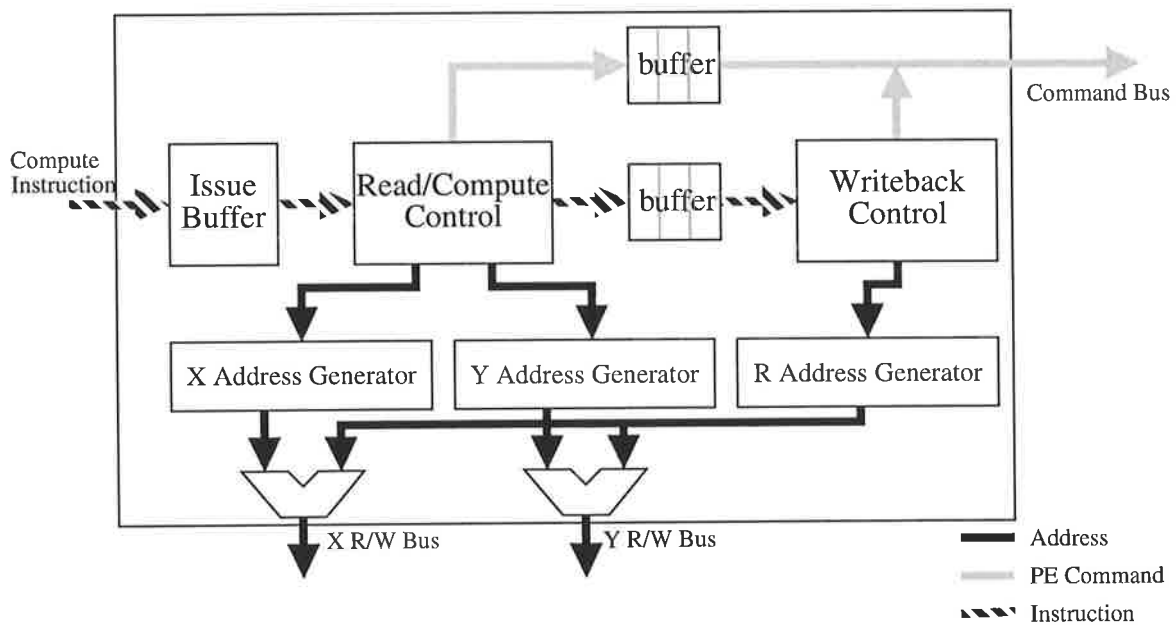 buffer
Command Bus
Compute
Instruction
Issue
Buffer
Read/Compute
Control
buffer
Writeback
Control
X Address Generator
Y Address Generator
R Address Generator
X R/W Bus
Y R/W Bus
Address
PE Command
Instruction